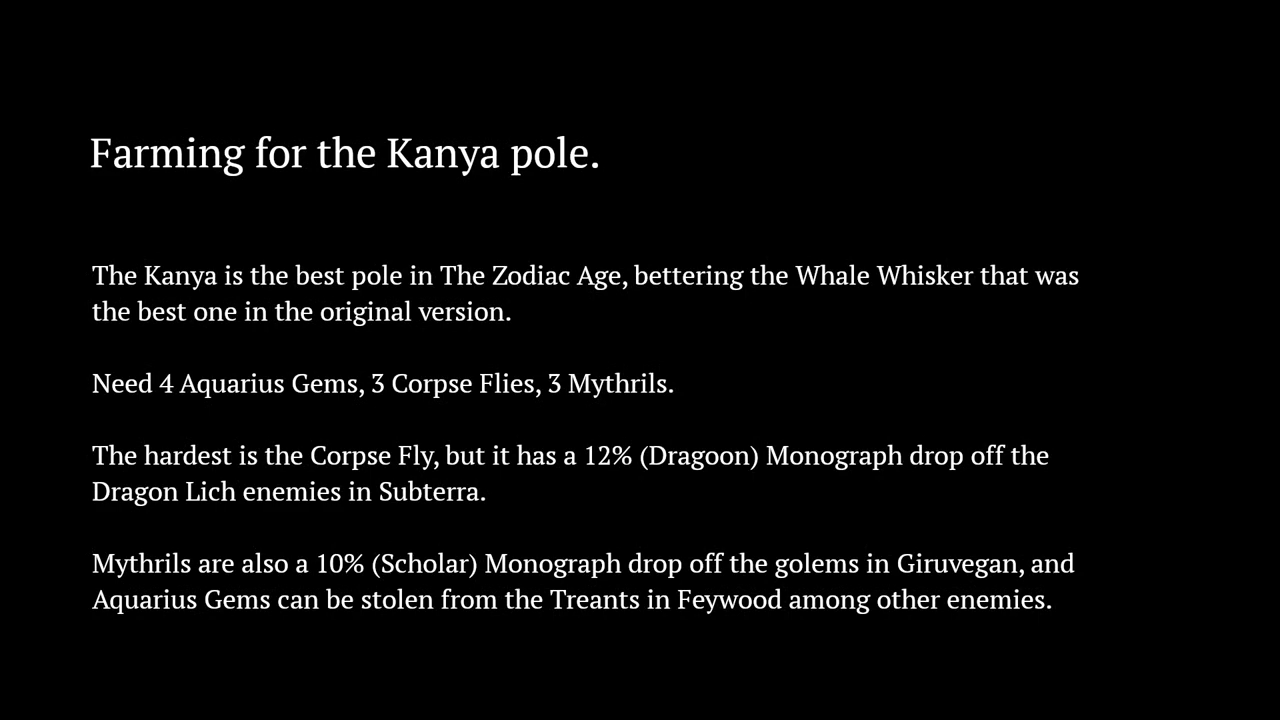 Farming for the Kanya pole.
The Kanya is the best pole in The Zodiac Age, bettering the Whale Whisker that was
the best one in the original version.
Need 4 Aquarius Gems, 3 Corpse Flies, 3 Mythrils.
The hardest is the Corpse Fly, but it has a 12% (Dragoon) Monograph drop off the
Dragon Lich enemies in Subterra.
Mythrils are also a 10% (Scholar) Monograph drop off the golems in Giruvegan, and
Aquarius Gems can be stolen from the Treants in Feywood among other enemies.